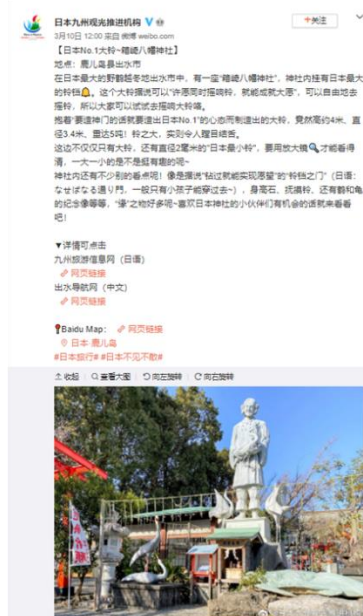 日本九州观光推进机构
+关注
3月10日 12:00 来自 微博 weibo.com
【日本No.1大铃~箱崎八幡神社】
地点：鹿儿岛县出水市
在日本最大的野鹤越冬地出水市中，有一座"箱崎八幡神社"，神社内挂有日本最大
的铃铛🔔。这个大铃据说可以"许愿同时摇响铃，就能成就大愿"，可以自由地去
摇铃，所以大家可以试试去摇响大铃噢。
抱着"要造神门的话就要造出日本No.1"的心态而制造出的大铃，竟然高约4米、直
径3.4米、重达5吨！铃之大，实则令人瞠目结舌。
这边不仅仅只有大铃，还有直径2毫米的"日本最小铃"，要用放大镜🔍才能看得
清，一大一小的是不是挺有趣的呢~
神社内还有不少别的看点呢！像是据说"钻过就能实现愿望"的"铃铛之门"（日语：
なせばなる通り門，一般只有小孩子能穿过去~），身高石、抚摸铃、还有鹤和龟
的纪念像等等，"缘"之物好多呢~喜欢日本神社的小伙伴们有机会的话就来看看
吧！
▼详情可点击
九州旅游信息网（日语）
网页链接
出水导航网（中文）
网页链接
📍Baidu Map： 网页链接
日本·鹿儿岛
#日本旅行# #日本不见不散#
收起 查看大图 向左旋转 向右旋转